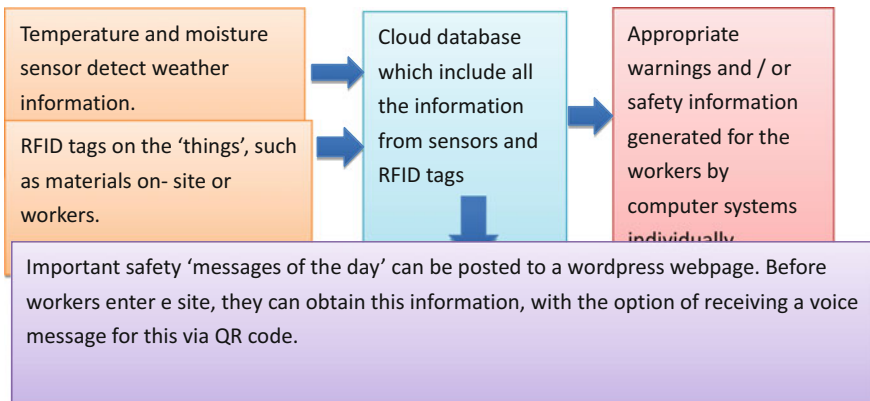 Temperature and moisture
sensor detect weather
information.
RFID tags on the ‘things’, such
as materials on- site or
workers.
Cloud database
which include all
the information
from sensors and
RFID tags
Appropriate
warnings and / or
safety information
generated for the
workers by
computer systems
individually
Important safety ‘messages of the day’ can be posted to a wordpress webpage. Before
workers enter e site, they can obtain this information, with the option of receiving a voice
message for this via QR code.